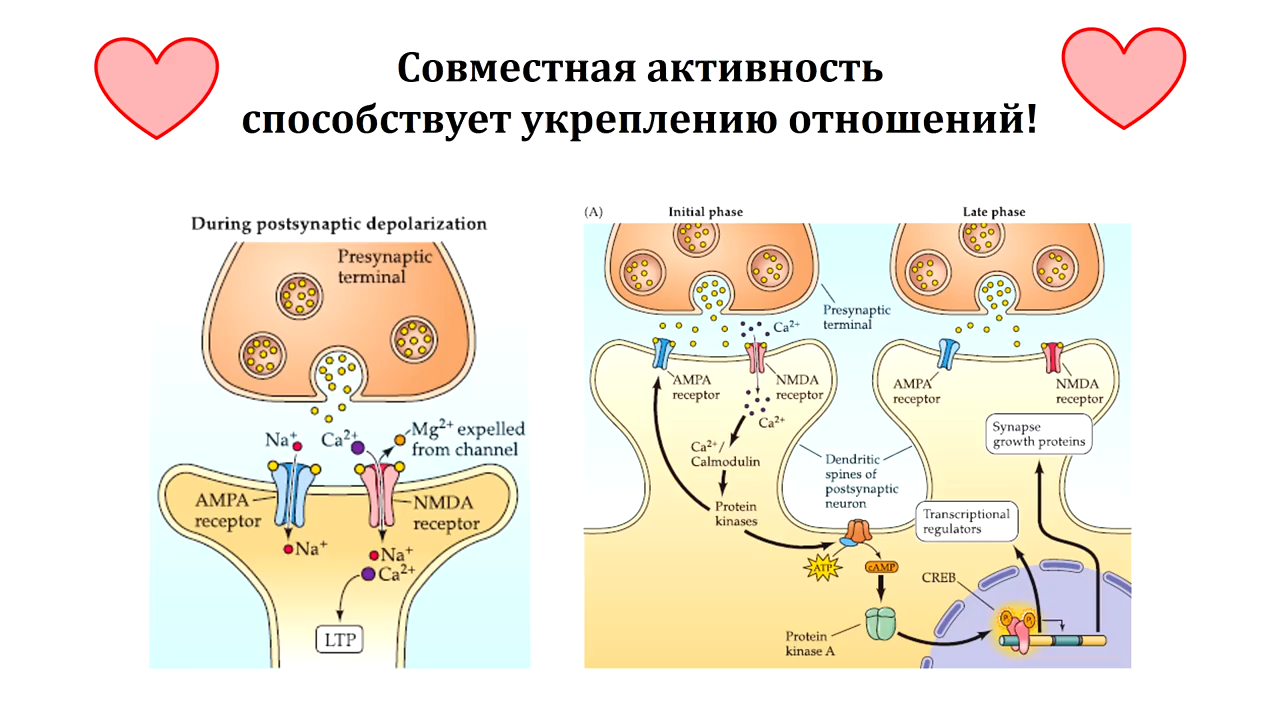 Совместная активность
способствует укреплению отношений!
During postsynaptic depolarization
Presynaptic
terminal
Na⁺
Ca²⁺
Mg²⁺ expelled
from channel
AMPA
receptor
NMDA
receptor
Na⁺
Na⁺
Ca²⁺
LTP
(A)
Initial phase
Late phase
Presynaptic
terminal
Ca²⁺
AMPA
receptor
NMDA
receptor
Ca²⁺
Ca²⁺/
Calmodulin
Protein
kinases
Dendritic
spines of
postsynaptic
neuron
AMPA
receptor
NMDA
receptor
Synapse
growth proteins
Transcriptional
regulators
ATP
cAMP
CREB
P
P
Protein
kinase A